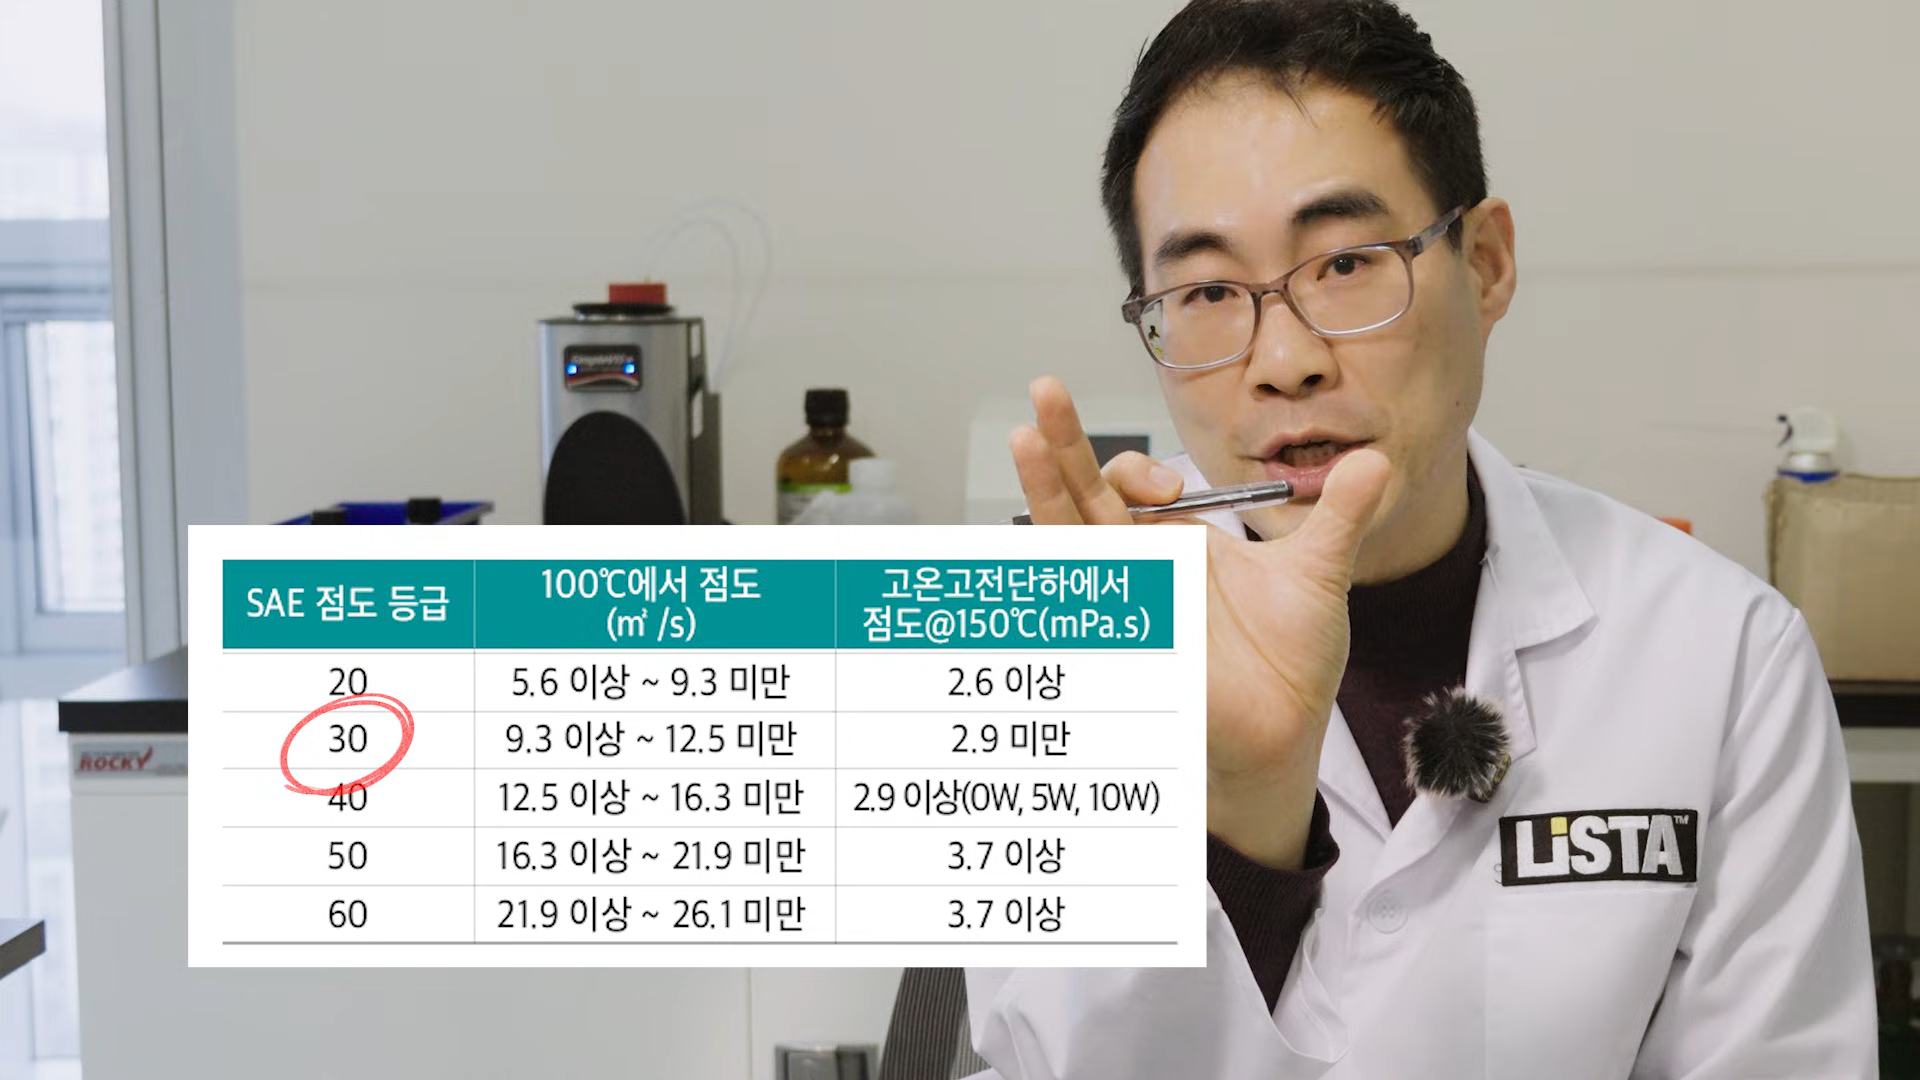 SAE 점도 등급 100℃에서 점도 (㎡ /s) 고온고전단하에서 점도@150℃(mPa.s)
20 5.6 이상 ~ 9.3 미만 2.6 이상
30 9.3 이상 ~ 12.5 미만 2.9 미만
40 12.5 이상 ~ 16.3 미만 2.9 이상(0W, 5W, 10W)
50 16.3 이상 ~ 21.9 미만 3.7 이상
60 21.9 이상 ~ 26.1 미만 3.7 이상
ROCKY
LiSTA™